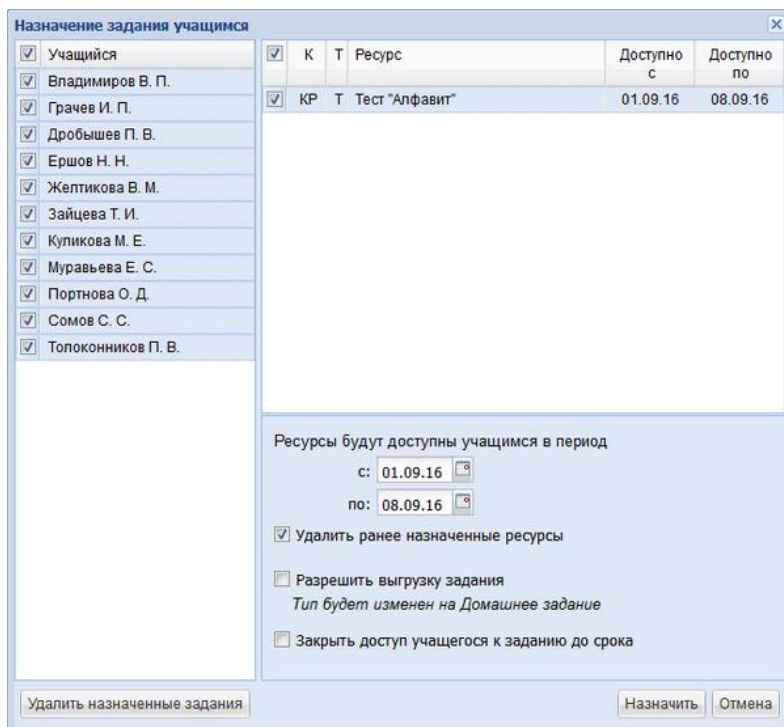 Назначение задания учащимся
Учащийся
Владимиров В. П.
Грачев И. П.
Дробышев П. В.
Ершов Н. Н.
Желтикова В. М.
Зайцева Т. И.
Куликова М. Е.
Муравьева Е. С.
Портнова О. Д.
Сомов С. С.
Толоконников П. В.
К Т Ресурс Доступно с Доступно по
КР Т Тест "Алфавит" 01.09.16 08.09.16
Ресурсы будут доступны учащимся в период
с: 01.09.16
по: 08.09.16
Удалить ранее назначенные ресурсы
Разрешить выгрузку задания
Тип будет изменен на Домашнее задание
Закрыть доступ учащегося к заданию до срока
Удалить назначенные задания
Назначить Отмена